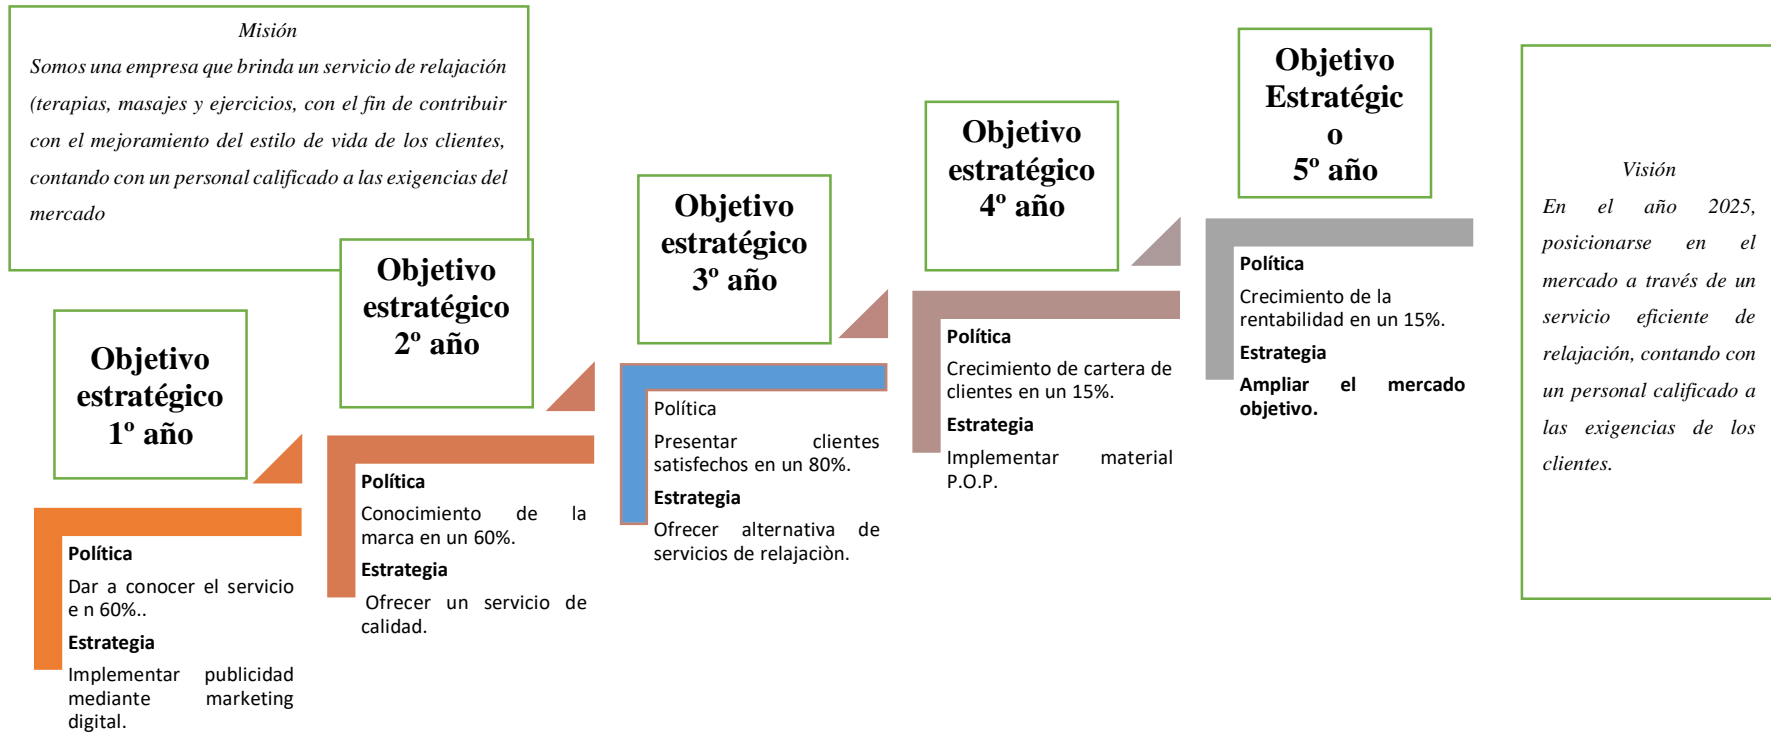 Misión
Somos una empresa que brinda un servicio de relajación
(terapias, masajes y ejercicios, con el fin de contribuir
con el mejoramiento del estilo de vida de los clientes,
contando con un personal calificado a las exigencias del
mercado
Objetivo
estratégico
1º año
Política
Dar a conocer el servicio
e n 60%..
Estrategia
Implementar publicidad
mediante marketing
digital.
Objetivo
estratégico
2º año
Política
Conocimiento de la
marca en un 60%.
Estrategia
Ofrecer un servicio de
calidad.
Objetivo
estratégico
3º año
Política
Presentar clientes
satisfechos en un 80%.
Estrategia
Ofrecer alternativa de
servicios de relajaciòn.
Objetivo
estratégico
4º año
Política
Crecimiento de cartera de
clientes en un 15%.
Estrategia
Implementar material
P.O.P.
Objetivo
Estratégic
o
5º año
Política
Crecimiento de la
rentabilidad en un 15%.
Estrategia
Ampliar el mercado
objetivo.
Visión
En el año 2025,
posicionarse en el
mercado a través de un
servicio eficiente de
relajación, contando con
un personal calificado a
las exigencias de los
clientes.